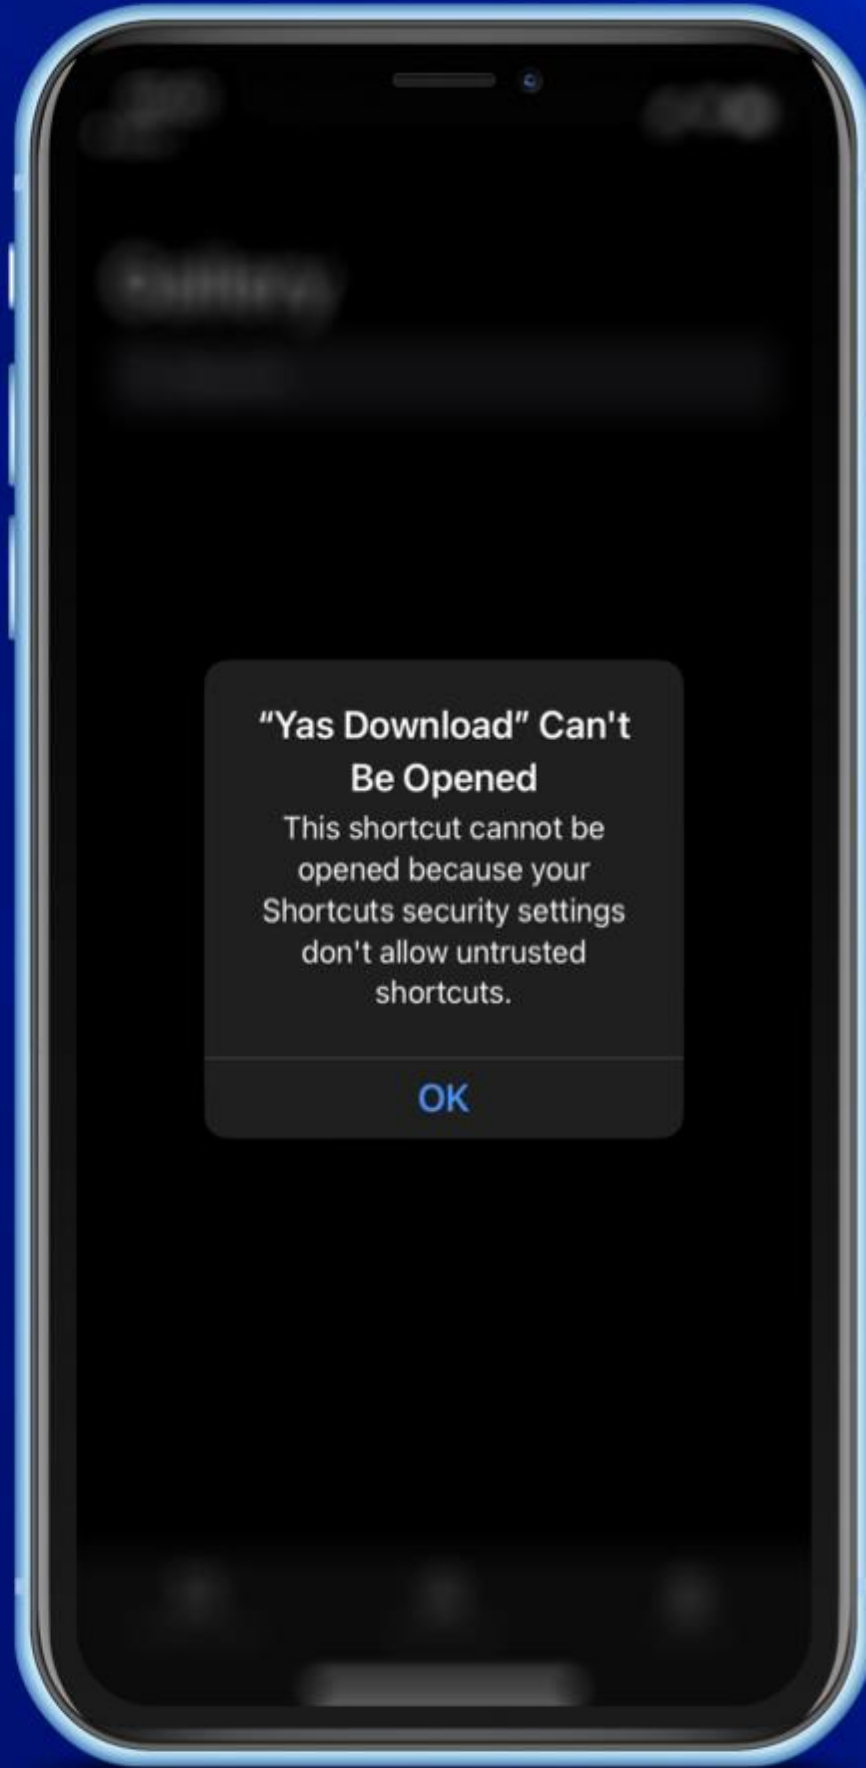 Gallery
“Yas Download” Can't
Be Opened
This shortcut cannot be
opened because your
Shortcuts security settings
don't allow untrusted
shortcuts.
OK